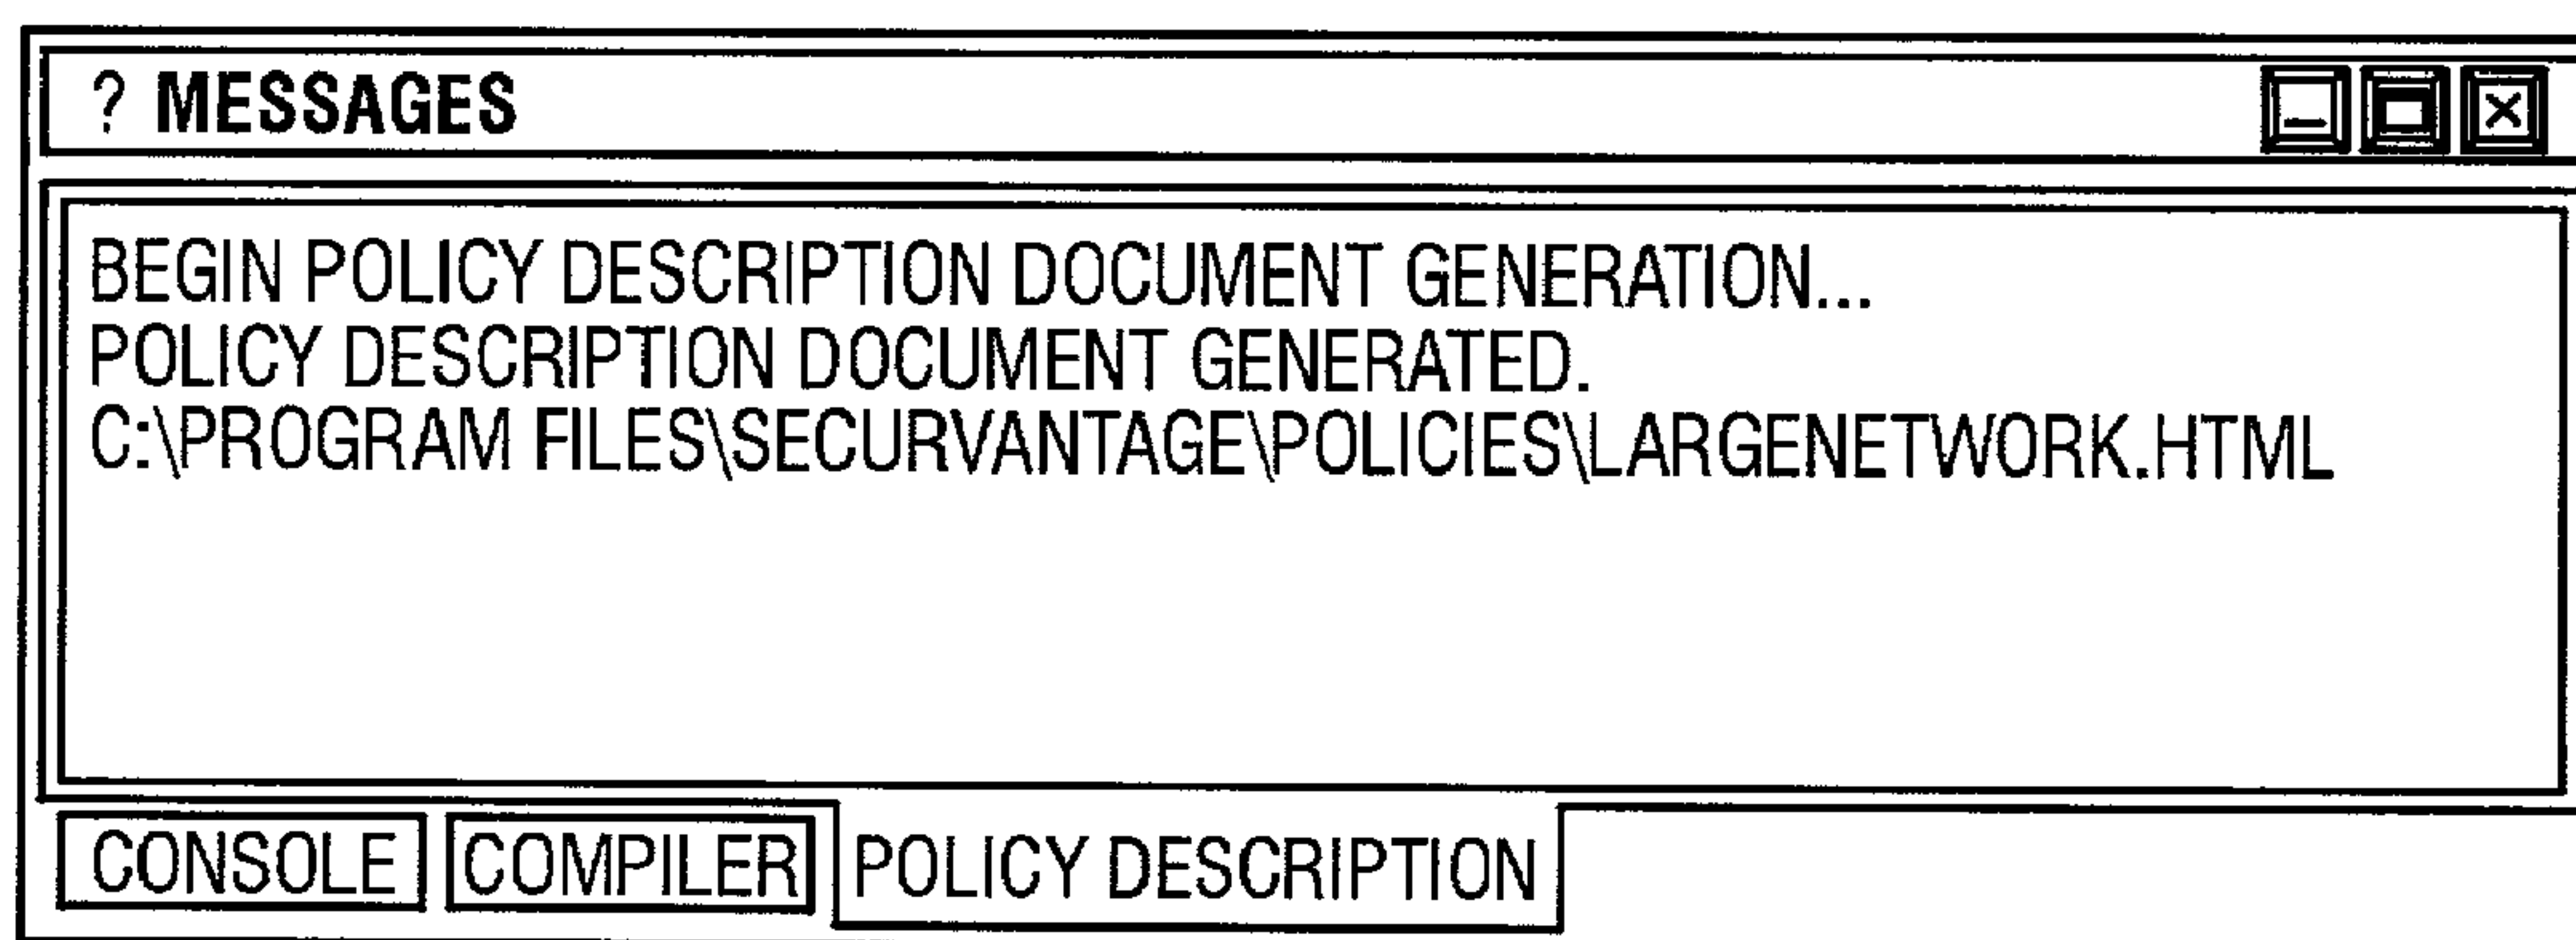 ? MESSAGES
BEGIN POLICY DESCRIPTION DOCUMENT GENERATION...
POLICY DESCRIPTION DOCUMENT GENERATED.
C:\PROGRAM FILES\SECURVANTAGE\POLICIES\LARGENETWORK.HTML
CONSOLE COMPILER POLICY DESCRIPTION